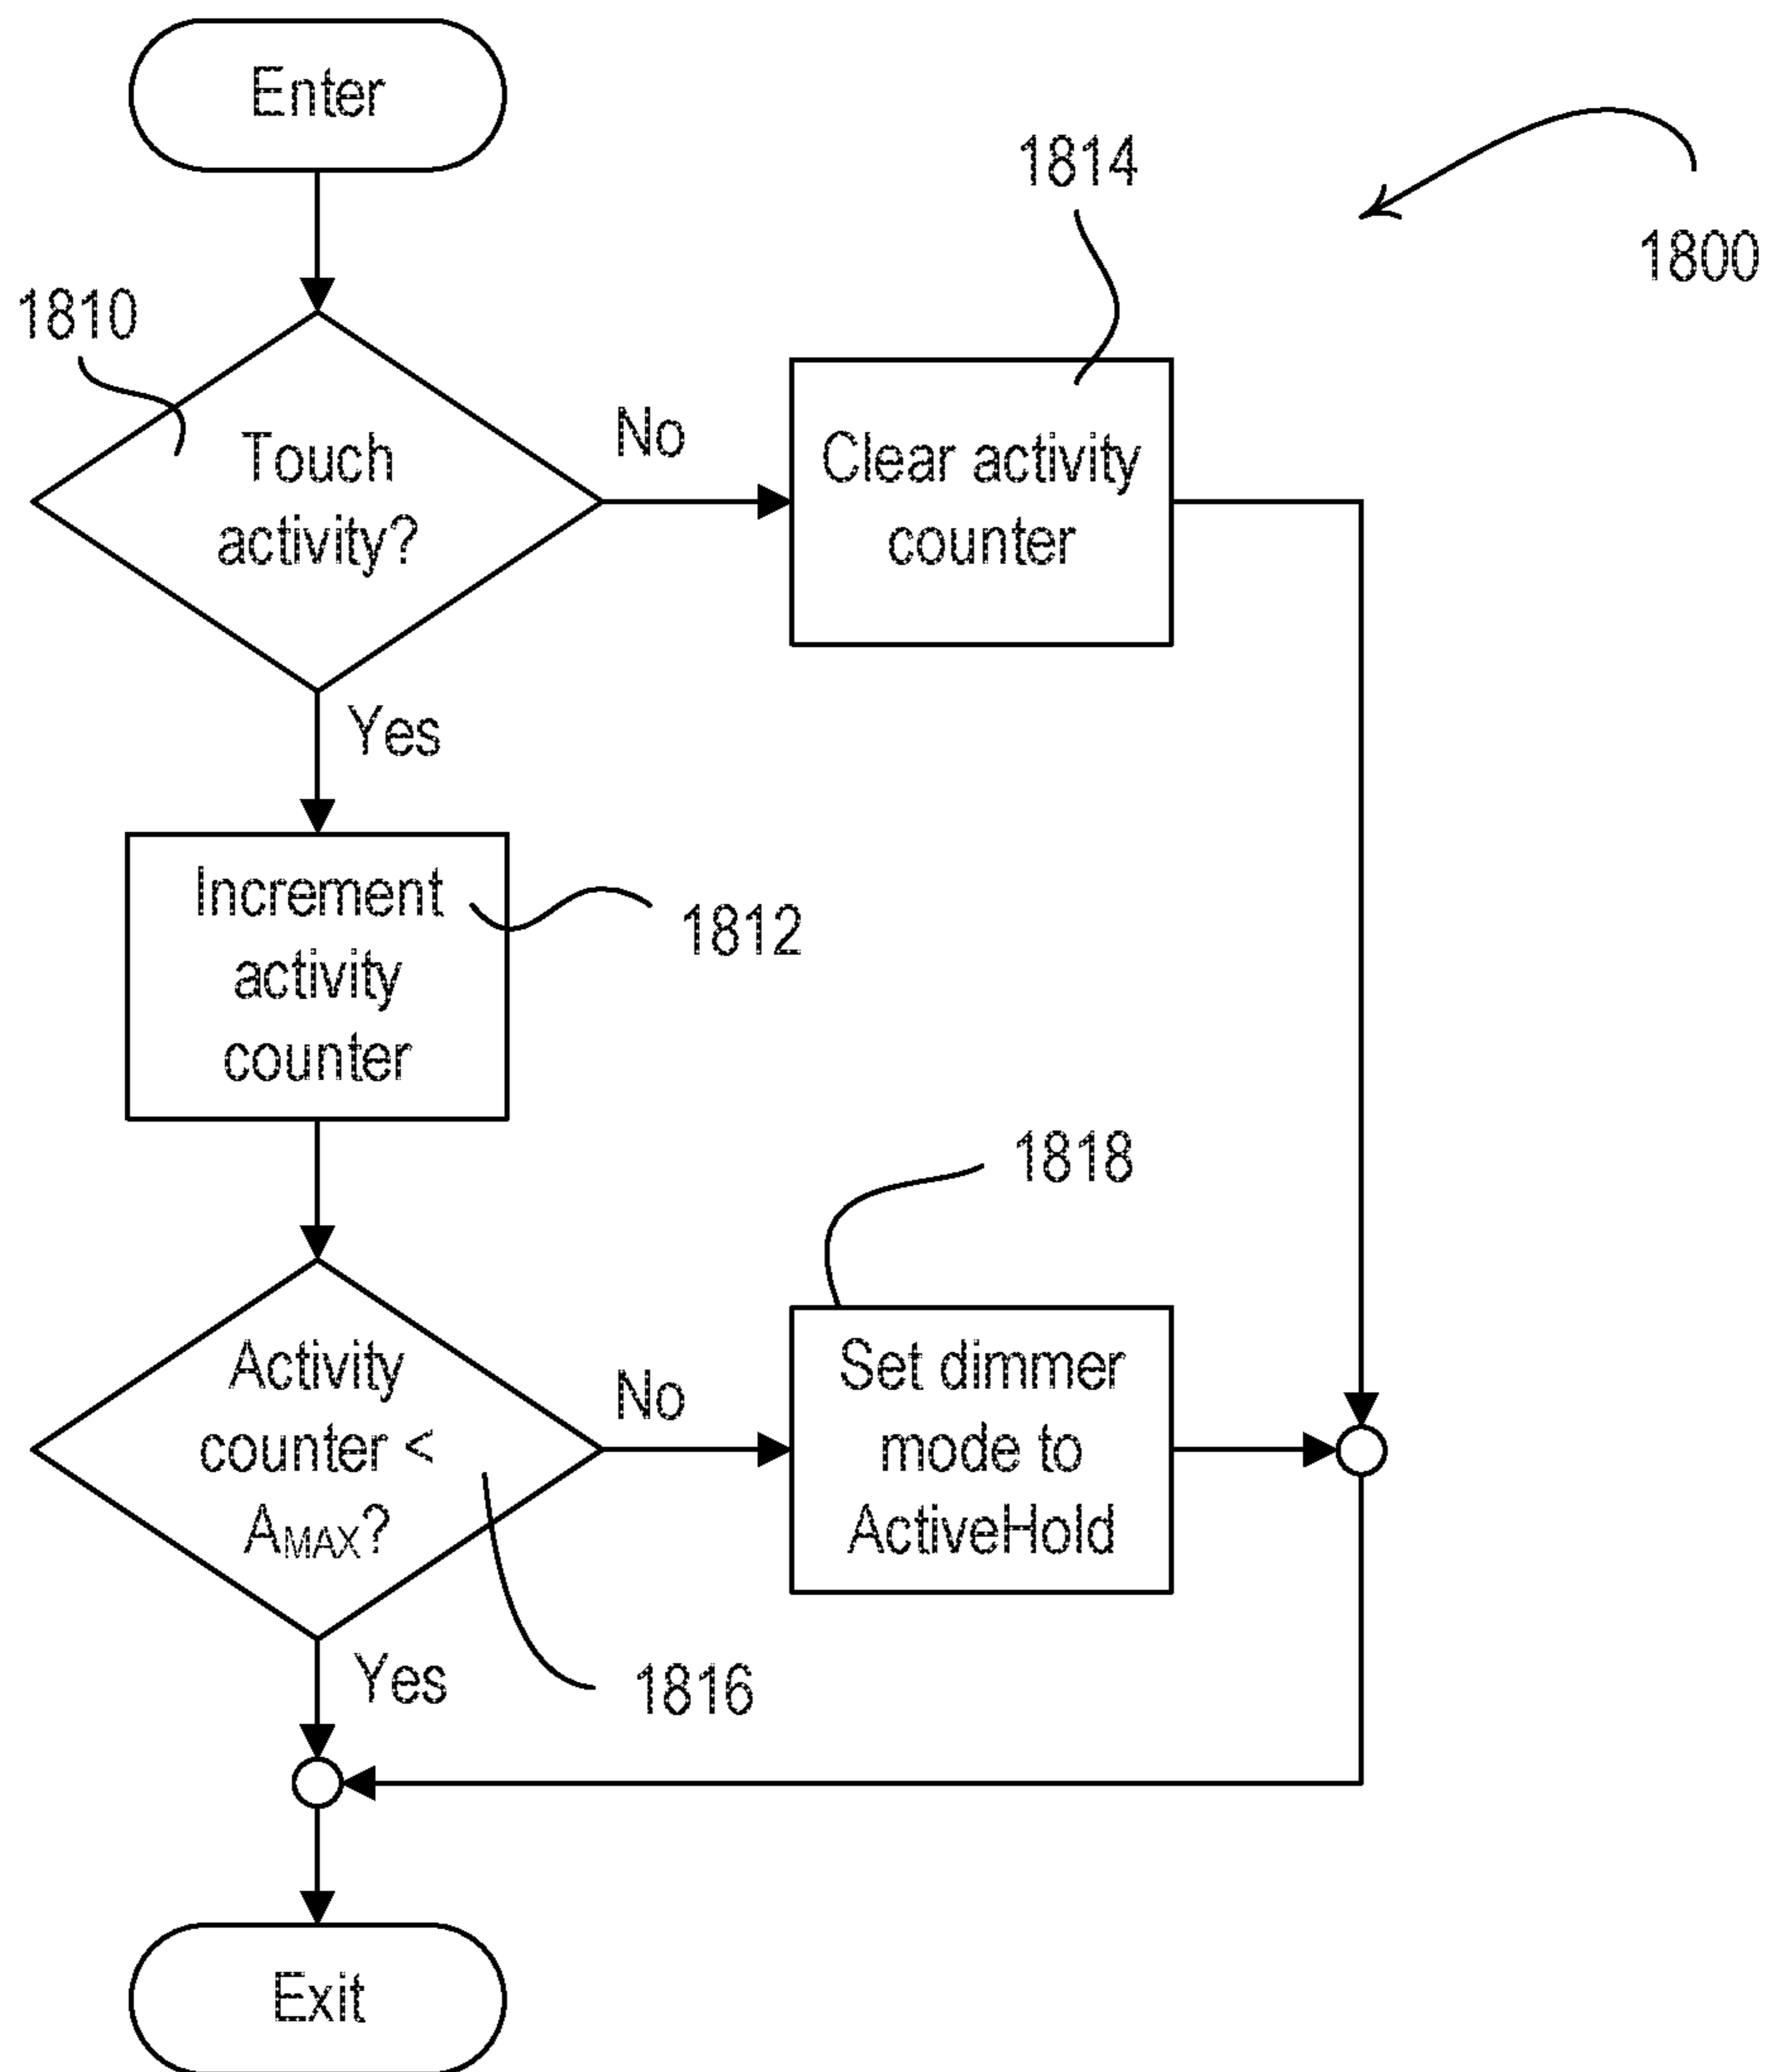 Enter
1814
1800
1810
Touch
activity?
No
Clear activity
counter
Yes
Increment
activity
counter
1812
1818
Activity
counter <
AMAX?
No
Set dimmer
mode to
ActiveHold
Yes
1816
Exit